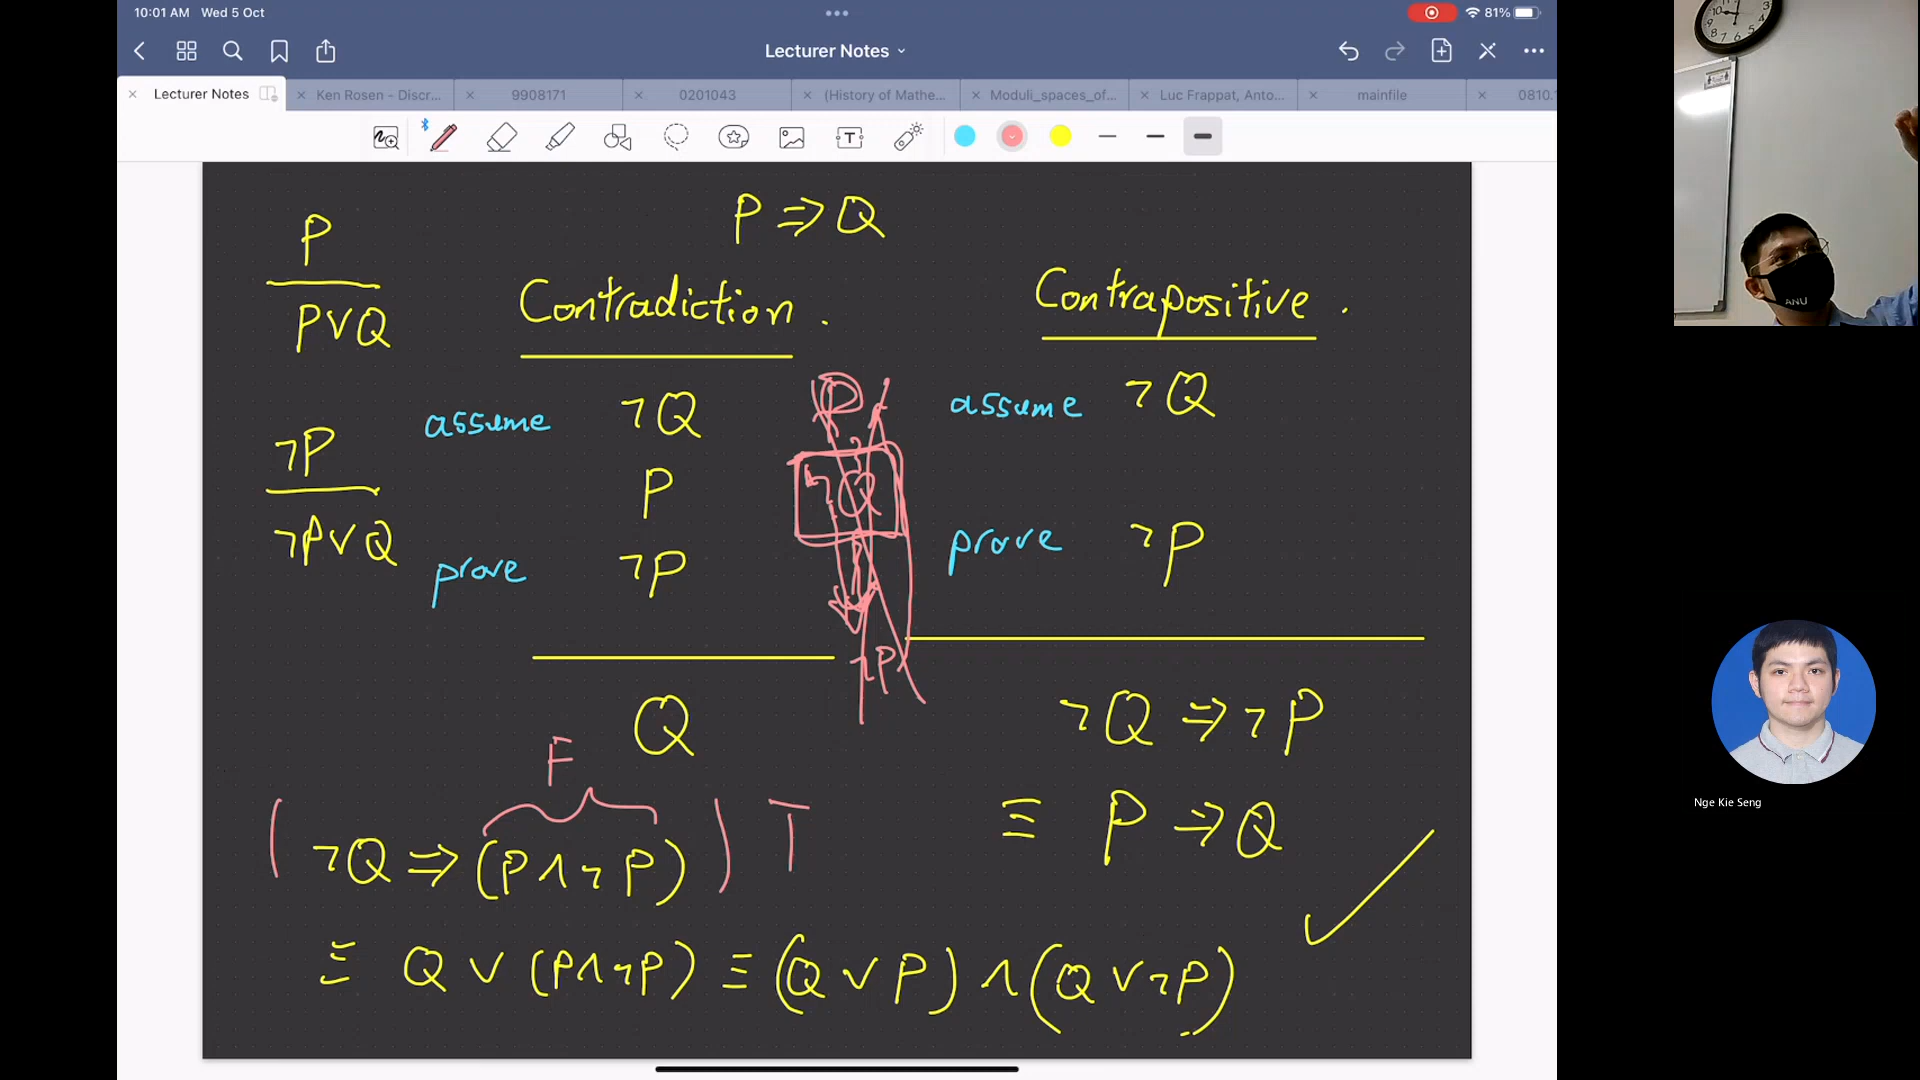 10:01 AM Wed 5 Oct
81%
Lecturer Notes
Lecturer Notes
Ken Rosen - Discr...
9908171
0201043
(History of Mathe...
Moduli_spaces_of...
Luc Frappat, Anto...
mainfile
0810.
T
P ⇒ Q
P
P∨Q
Contradiction.
Contrapositive.
¬P
¬P∨Q
assume ¬Q
P
prove ¬P
Q
P
¬Q
¬P
assume ¬Q
prove ¬P
¬Q ⇒ ¬P
≡ P ⇒ Q
F
(¬Q ⇒ (P∧¬P)) T
≡ Q ∨ (P∧¬P) ≡ (Q ∨ P) ∧ (Q ∨ ¬P)
ANU
Nge Kie Seng